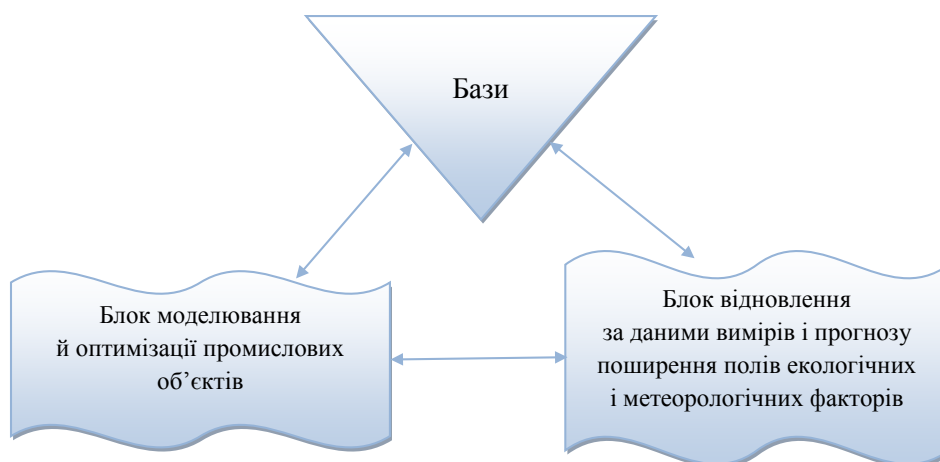 Бази
Блок моделювання
й оптимізації промислових
об’єктів
Блок відновлення
за даними вимірів і прогнозу
поширення полів екологічних
і метеорологічних факторів